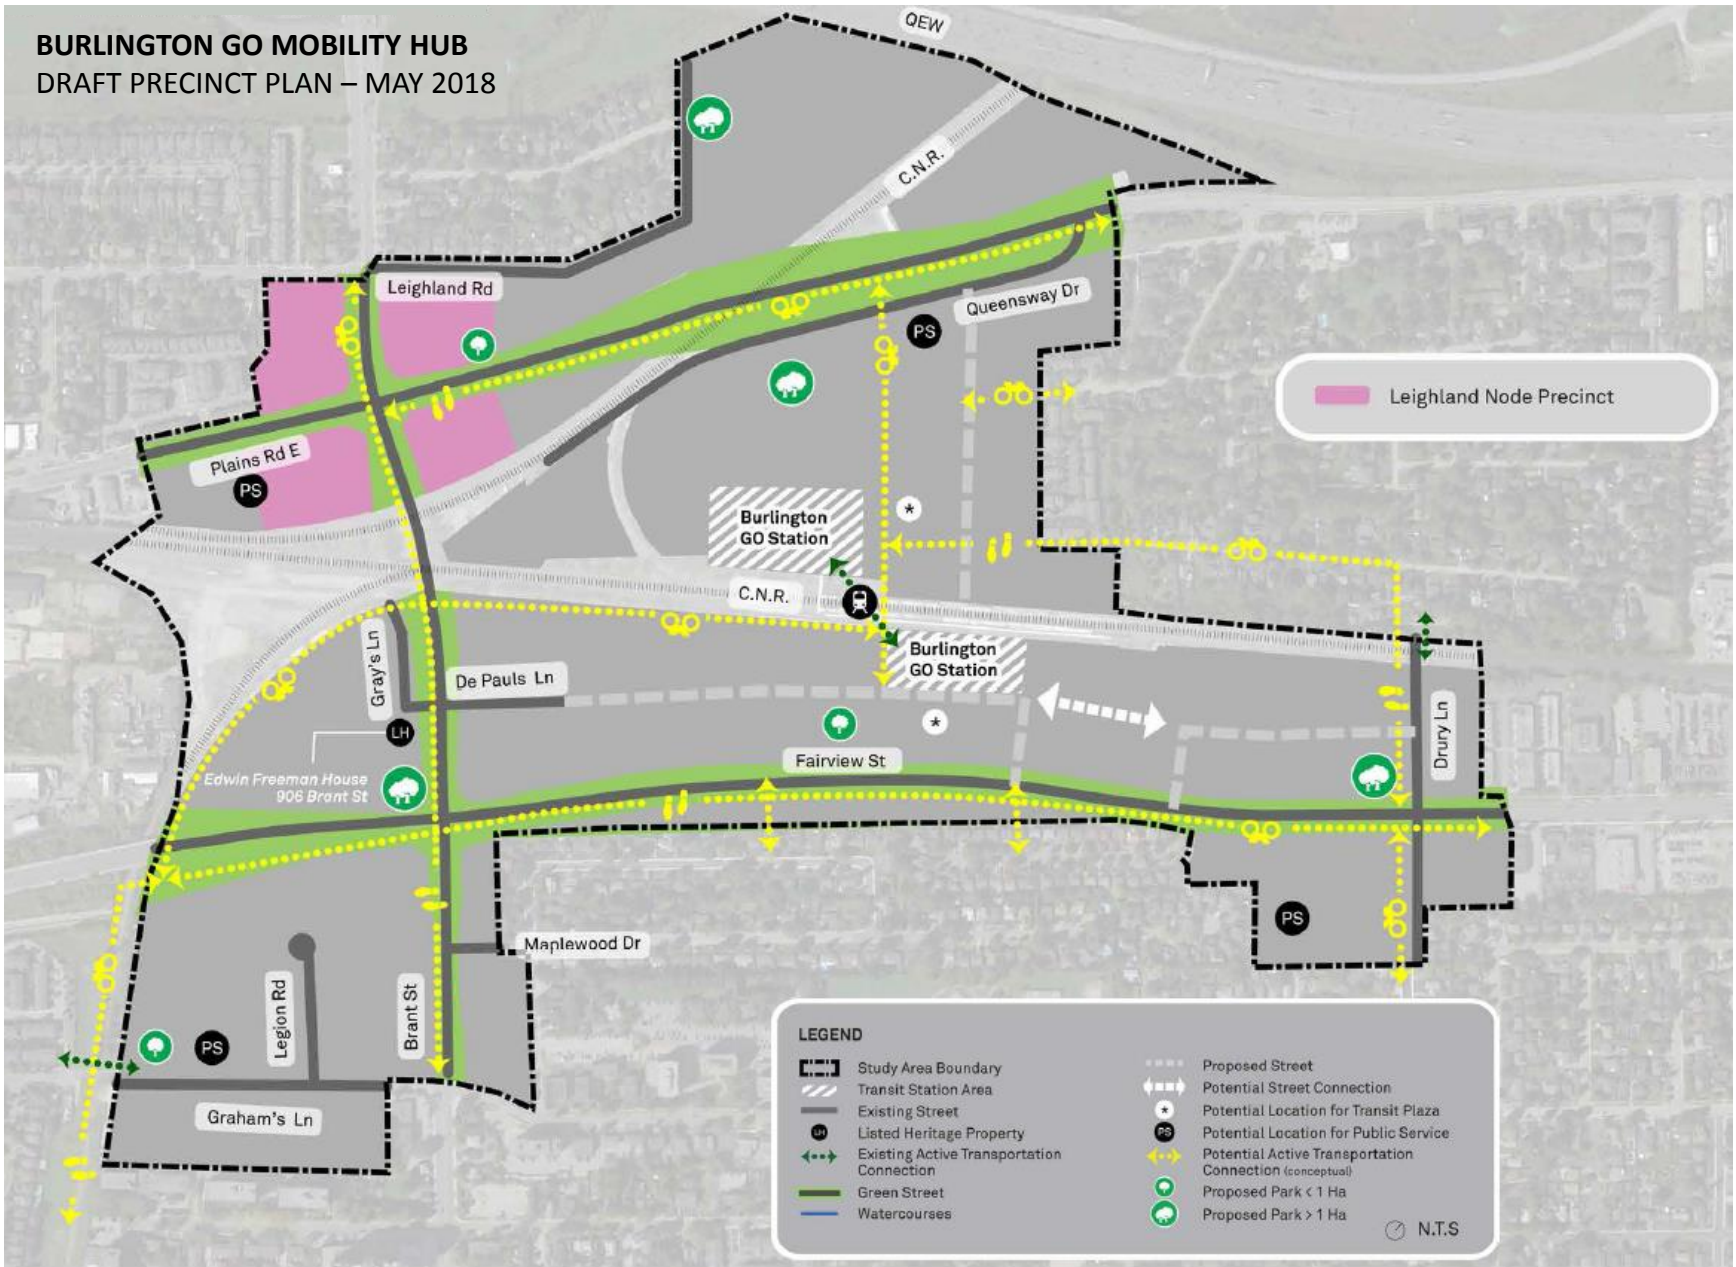 BURLINGTON GO MOBILITY HUB
DRAFT PRECINCT PLAN – MAY 2018
QEW
C.N.R.
Leighland Rd
Queensway Dr
PS
Leighland Node Precinct
Plains Rd E
PS
Burlington
GO Station
*
C.N.R.
Gray's Ln
De Pauls Ln
Burlington
GO Station
LH
*
Drury Ln
Edwin Freeman House
906 Brant St
Fairview St
PS
Maplewood Dr
Legion Rd
Brant St
PS
Graham's Ln
LEGEND
Study Area Boundary
Transit Station Area
Existing Street
LH Listed Heritage Property
Existing Active Transportation
Connection
Green Street
Watercourses
Proposed Street
Potential Street Connection
* Potential Location for Transit Plaza
PS Potential Location for Public Service
Potential Active Transportation
Connection (conceptual)
Proposed Park < 1 Ha
Proposed Park > 1 Ha
N.T.S